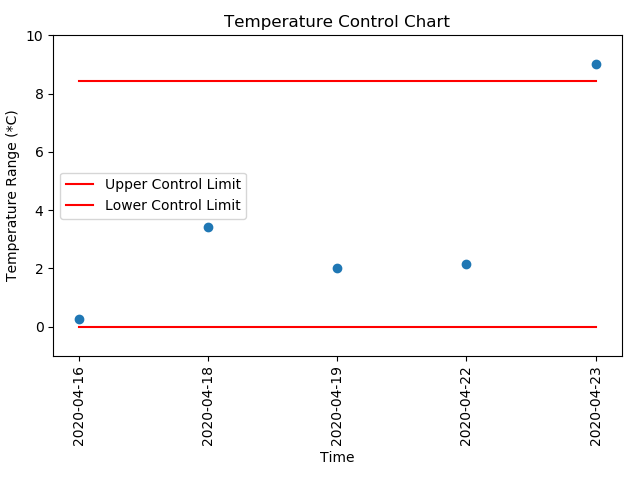 Temperature Control Chart
10
8
6
4
2
0
Temperature Range (*C)
Upper Control Limit
Lower Control Limit
2020-04-16
2020-04-18
2020-04-19
2020-04-22
2020-04-23
Time